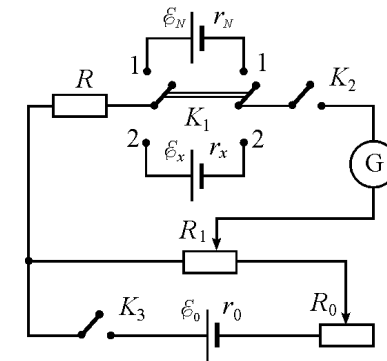 ℰN rN
1 1
R K1 K2
2 ℰx rx 2
G
R1
R0
K3 ℰ0 r0